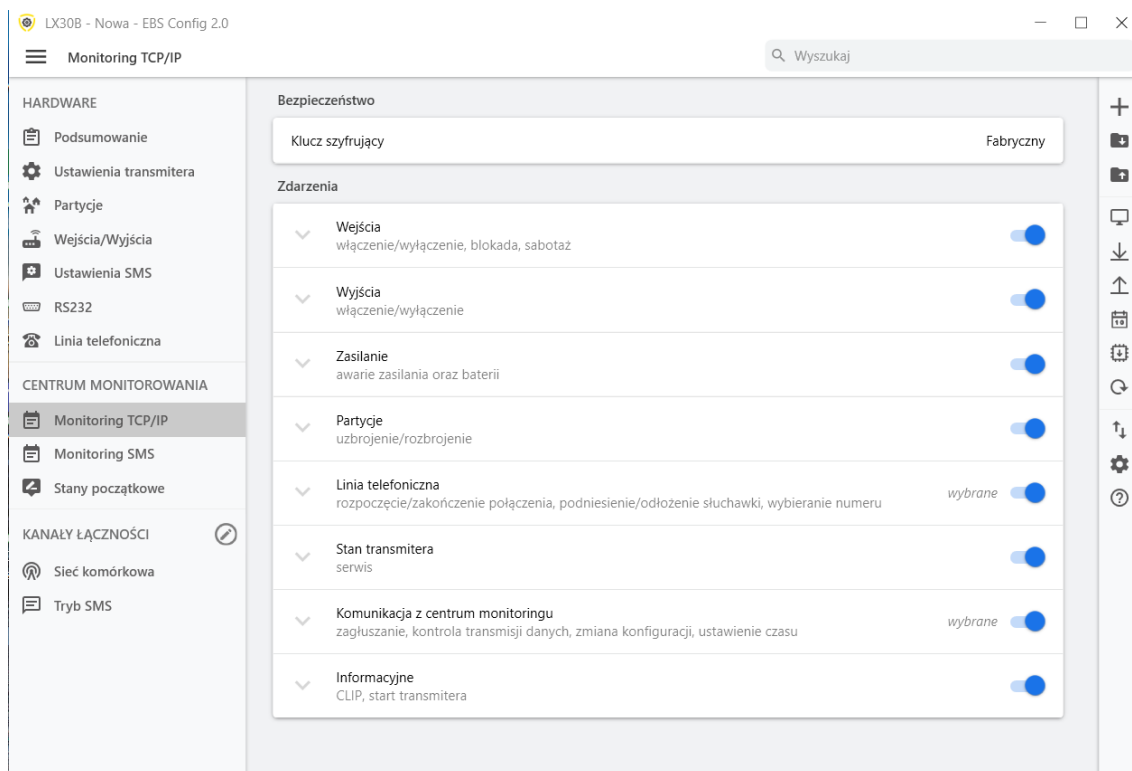 LX30B - Nowa - EBS Config 2.0
Monitoring TCP/IP
Wyszukaj
HARDWARE
Podsumowanie
Ustawienia transmitera
Partycje
Wejścia/Wyjścia
Ustawienia SMS
RS232
Linia telefoniczna
CENTRUM MONITOROWANIA
Monitoring TCP/IP
Monitoring SMS
Stany początkowe
KANAŁY ŁĄCZNOŚCI
Sieć komórkowa
Tryb SMS
Bezpieczeństwo
Klucz szyfrujący Fabryczny
Zdarzenia
Wejścia
włączenie/wyłączenie, blokada, sabotaż
Wyjścia
włączenie/wyłączenie
Zasilanie
awarie zasilania oraz baterii
Partycje
uzbrojenie/rozbrojenie
Linia telefoniczna
rozpoczęcie/zakończenie połączenia, podniesienie/odłożenie słuchawki, wybieranie numeru
wybrane
Stan transmitera
serwis
Komunikacja z centrum monitoringu
zagłuszanie, kontrola transmisji danych, zmiana konfiguracji, ustawienie czasu
wybrane
Informacyjne
CLIP, start transmitera